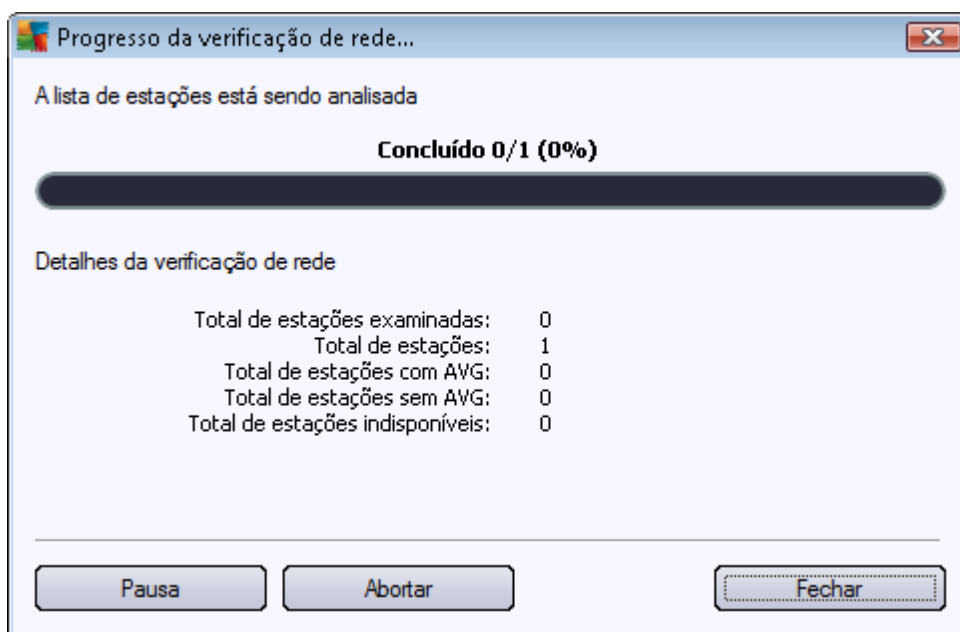 Progresso da verificação de rede...
A lista de estações está sendo analisada
Concluído 0/1 (0%)
Detalhes da verificação de rede
Total de estações examinadas: 0
Total de estações: 1
Total de estações com AVG: 0
Total de estações sem AVG: 0
Total de estações indisponíveis: 0
Pausa Abortar Fechar